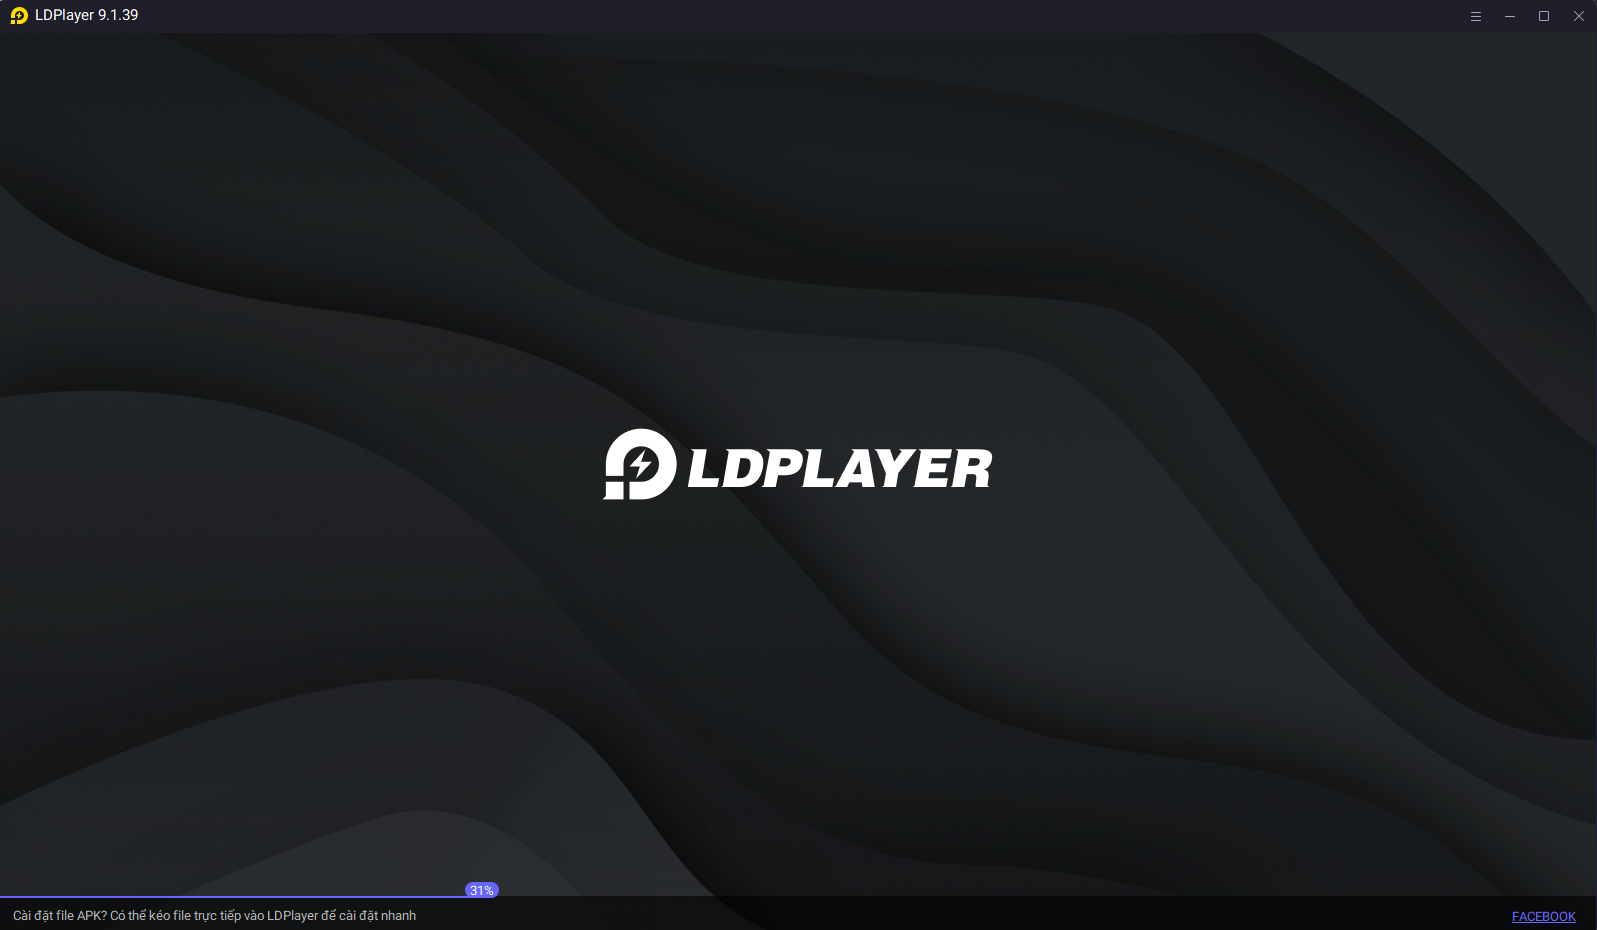 LDPlayer 9.1.39
LDPLAYER
31%
Cài đặt file APK? Có thể kéo file trực tiếp vào LDPlayer để cài đặt nhanh
FACEBOOK